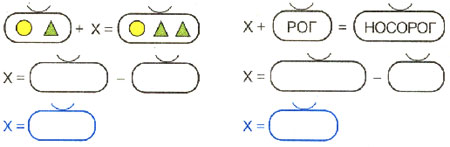 + X =
X + РОГ = НОСОРОГ
X = –
X = –
X =
X =